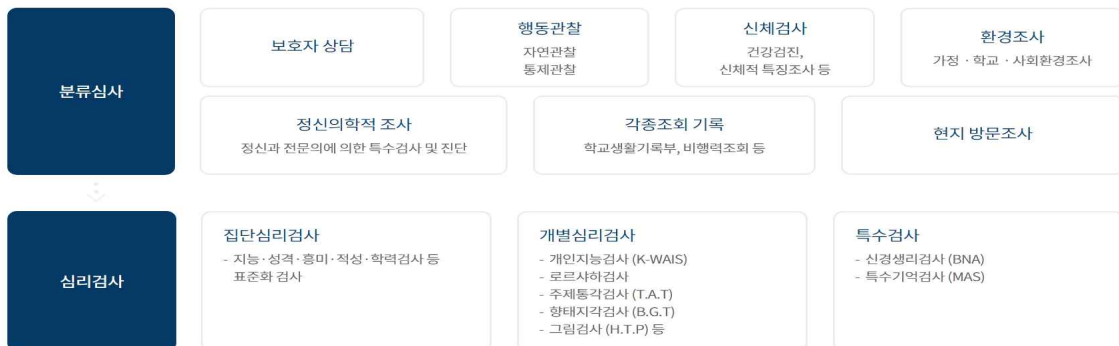 분류심사
보호자 상담
행동관찰
자연관찰
통제관찰
신체검사
건강검진,
신체적 특징조사 등
환경조사
가정 · 학교 · 사회환경조사
정신의학적 조사
정신과 전문의에 의한 특수검사 및 진단
각종조회 기록
학교생활기록부, 비행력조회 등
현지 방문조사
심리검사
집단심리검사
- 지능·성격·흥미·적성·학력검사 등
표준화 검사
개별심리검사
- 개인지능검사 (K-WAIS)
- 로르샤하검사
- 주제통각검사 (T.A.T)
- 향태지각검사 (B.G.T)
- 그림검사 (H.T.P) 등
특수검사
- 신경생리검사 (BNA)
- 특수기억검사 (MAS)